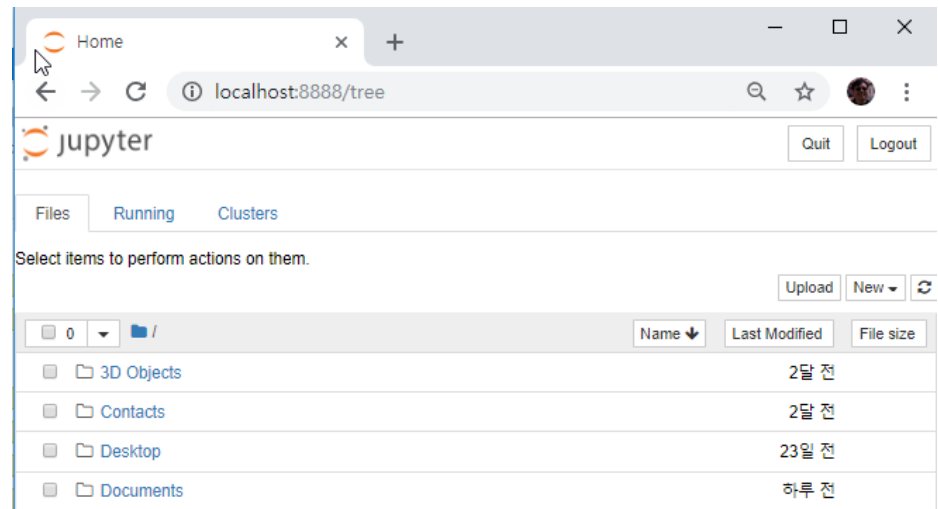 Home
localhost:8888/tree
jupyter
Quit Logout
Files Running Clusters
Select items to perform actions on them.
Upload New
0 / Name Last Modified File size
3D Objects 2달 전
Contacts 2달 전
Desktop 23일 전
Documents 하루 전